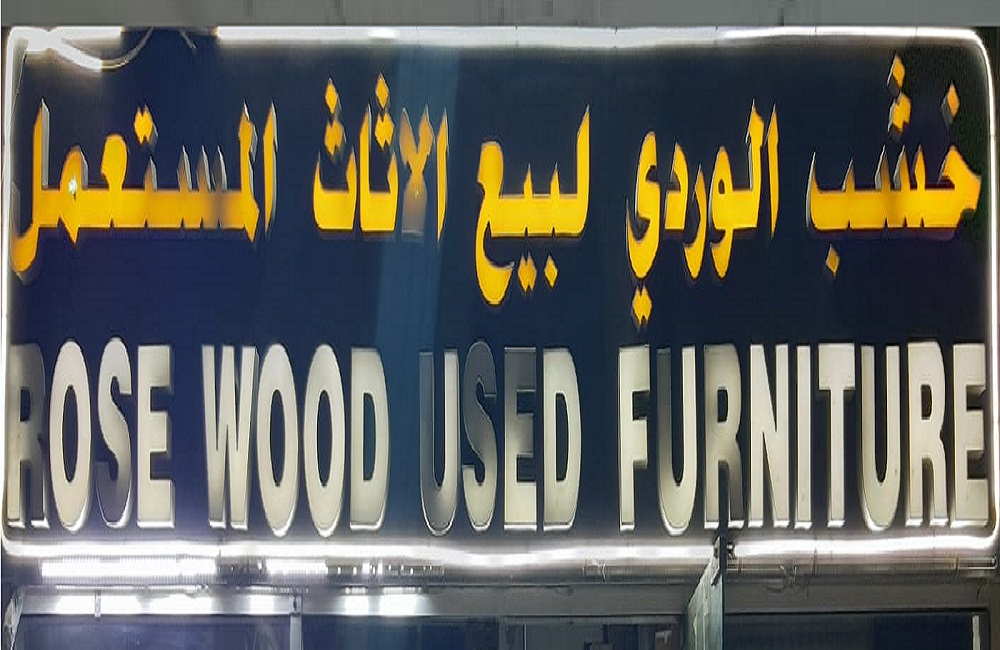 خشب الوردي لبيع الاثاث المستعمل
ROSE WOOD USED FURNITURE